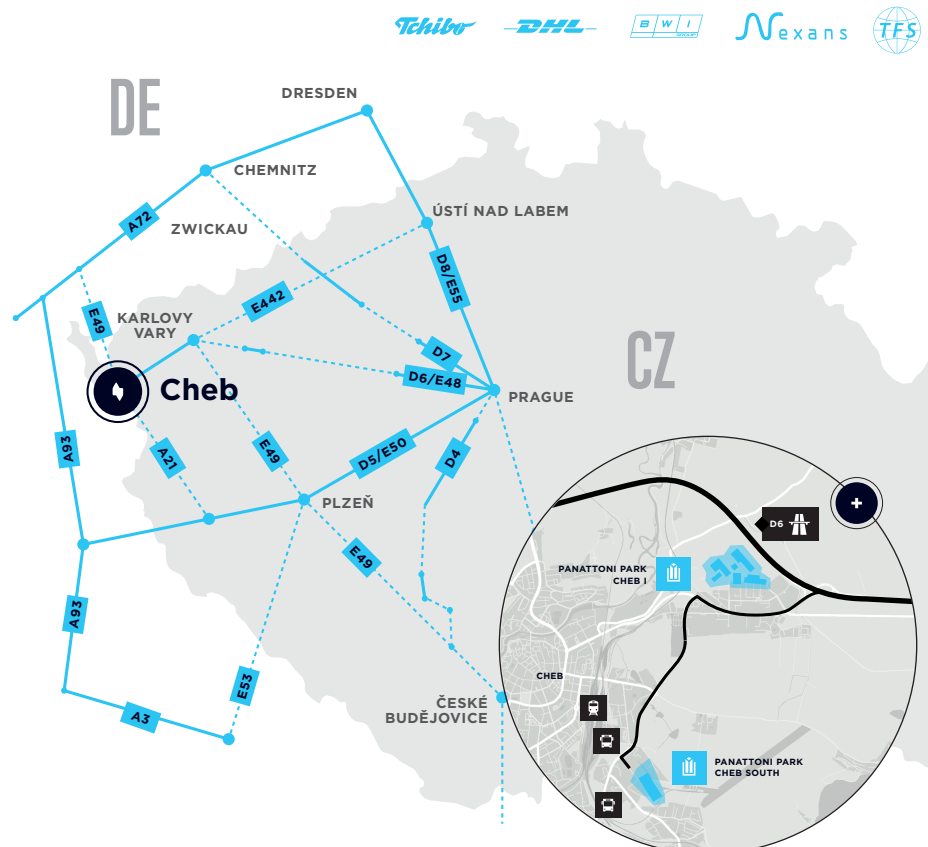 Tchibo
DHL
BWI
GROUP
Nexans
TFS
DE
DRESDEN
CHEMNITZ
A72
ZWICKAU
ÚSTÍ NAD LABEM
D8/E55
E442
E49
KARLOVY
VARY
D7
CZ
D6/E48
Cheb
PRAGUE
A93
A21
E49
D5/E50
D4
PLZEŇ
D6
E49
PANATTONI PARK
CHEB I
A93
CHEB
E53
ČESKÉ
BUDĚJOVICE
A3
PANATTONI PARK
CHEB SOUTH